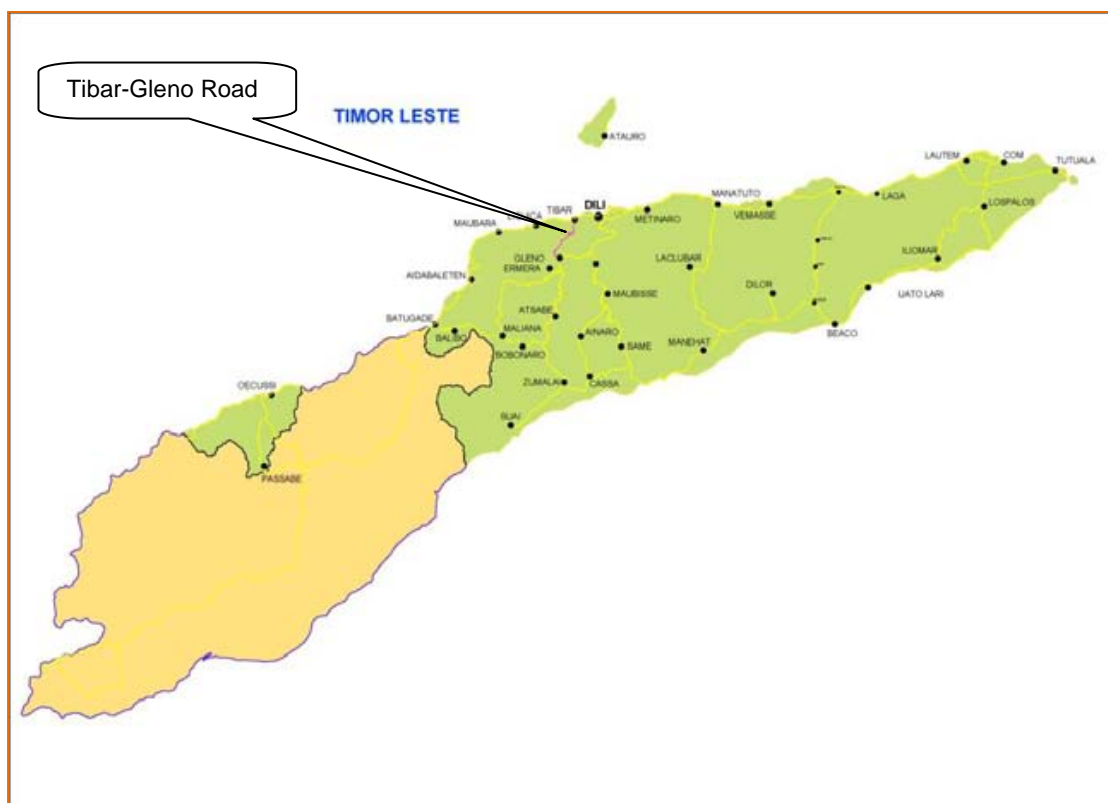 Tibar-Gleno Road
TIMOR LESTE
ATAURO
LAUTEM
COM
TUTUALA
TIBAR
DILI
MANATUTO
LAGA
MAUBARA
METINARO
VEMASSE
LOSPALOS
GLENO
ERMERA
LACLUBAR
ILIOMAR
AIDABALETEN
MAUBISSE
DILOR
UATO LARI
ATSABE
BATUGADE
BALIBO
MALIANA
AINARO
BEACO
BOBONARO
SAME
MANEHAT
OECUSSI
ZUMALAI
CASSA
SUAI
PASSABE